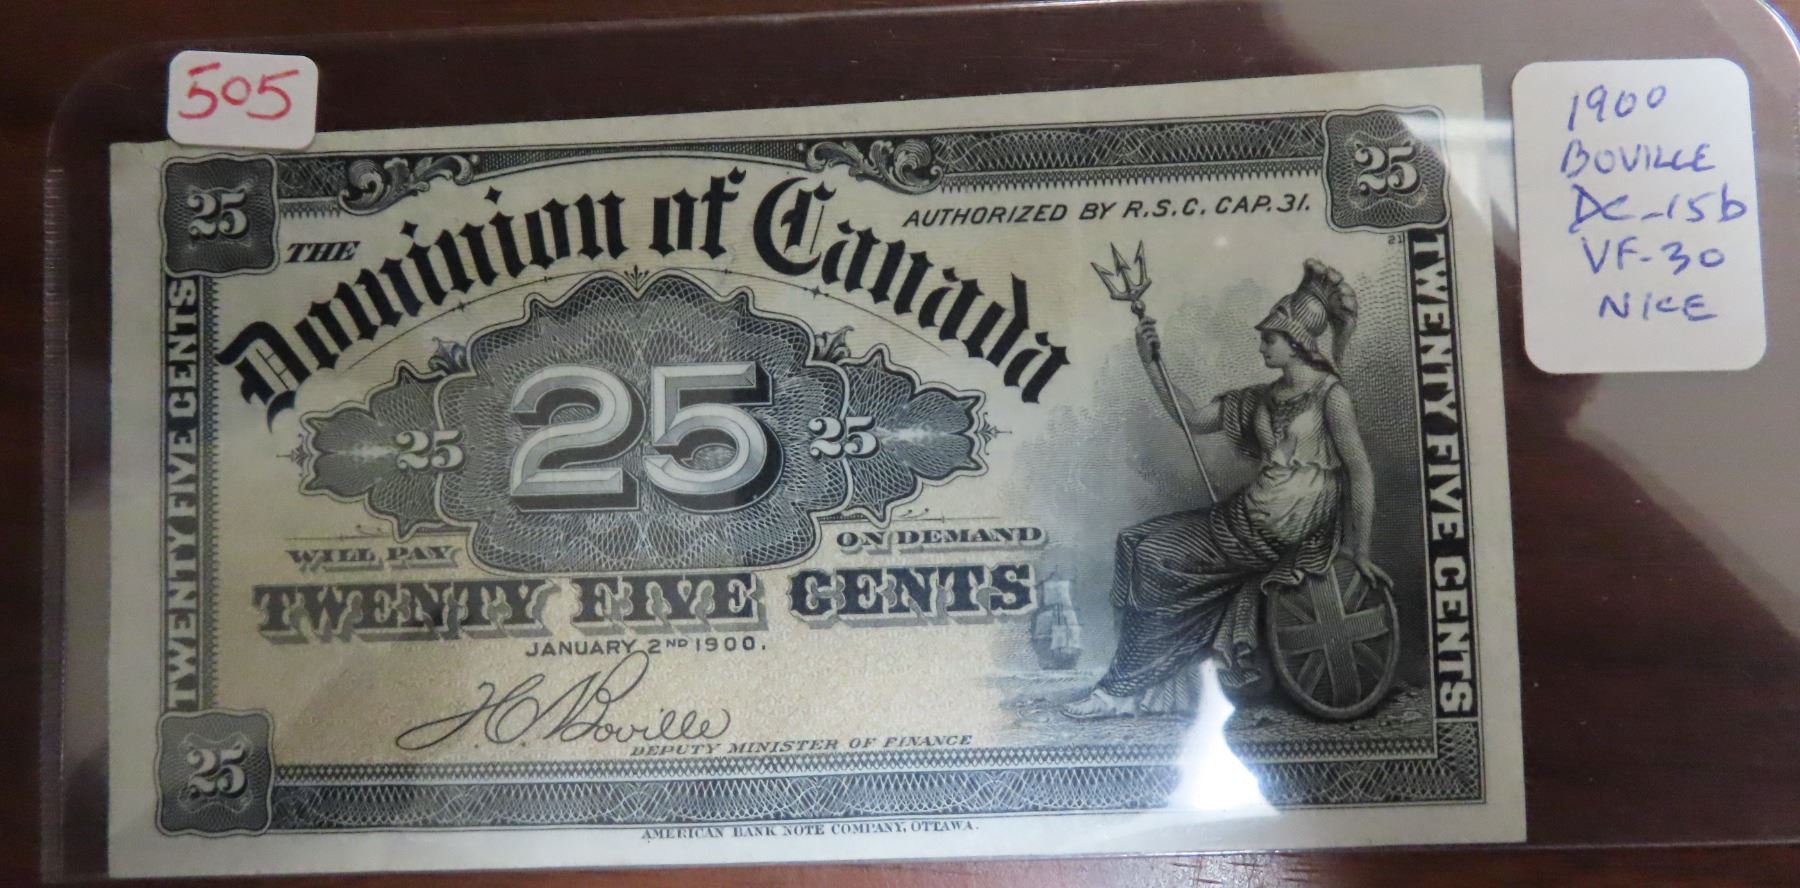 505
1900
BOVILLE
DC-15b
VF-30
NICE
25
25
THE Dominion of Canada
AUTHORIZED BY R.S.C. CAP. 31.
21
TWENTY FIVE CENTS
25
25
25
TWENTY FIVE CENTS
WILL PAY
ON DEMAND
TWENTY FIVE CENTS
JANUARY 2ND 1900.
H C Boville
DEPUTY MINISTER OF FINANCE
25
AMERICAN BANK NOTE COMPANY, OTTAWA.